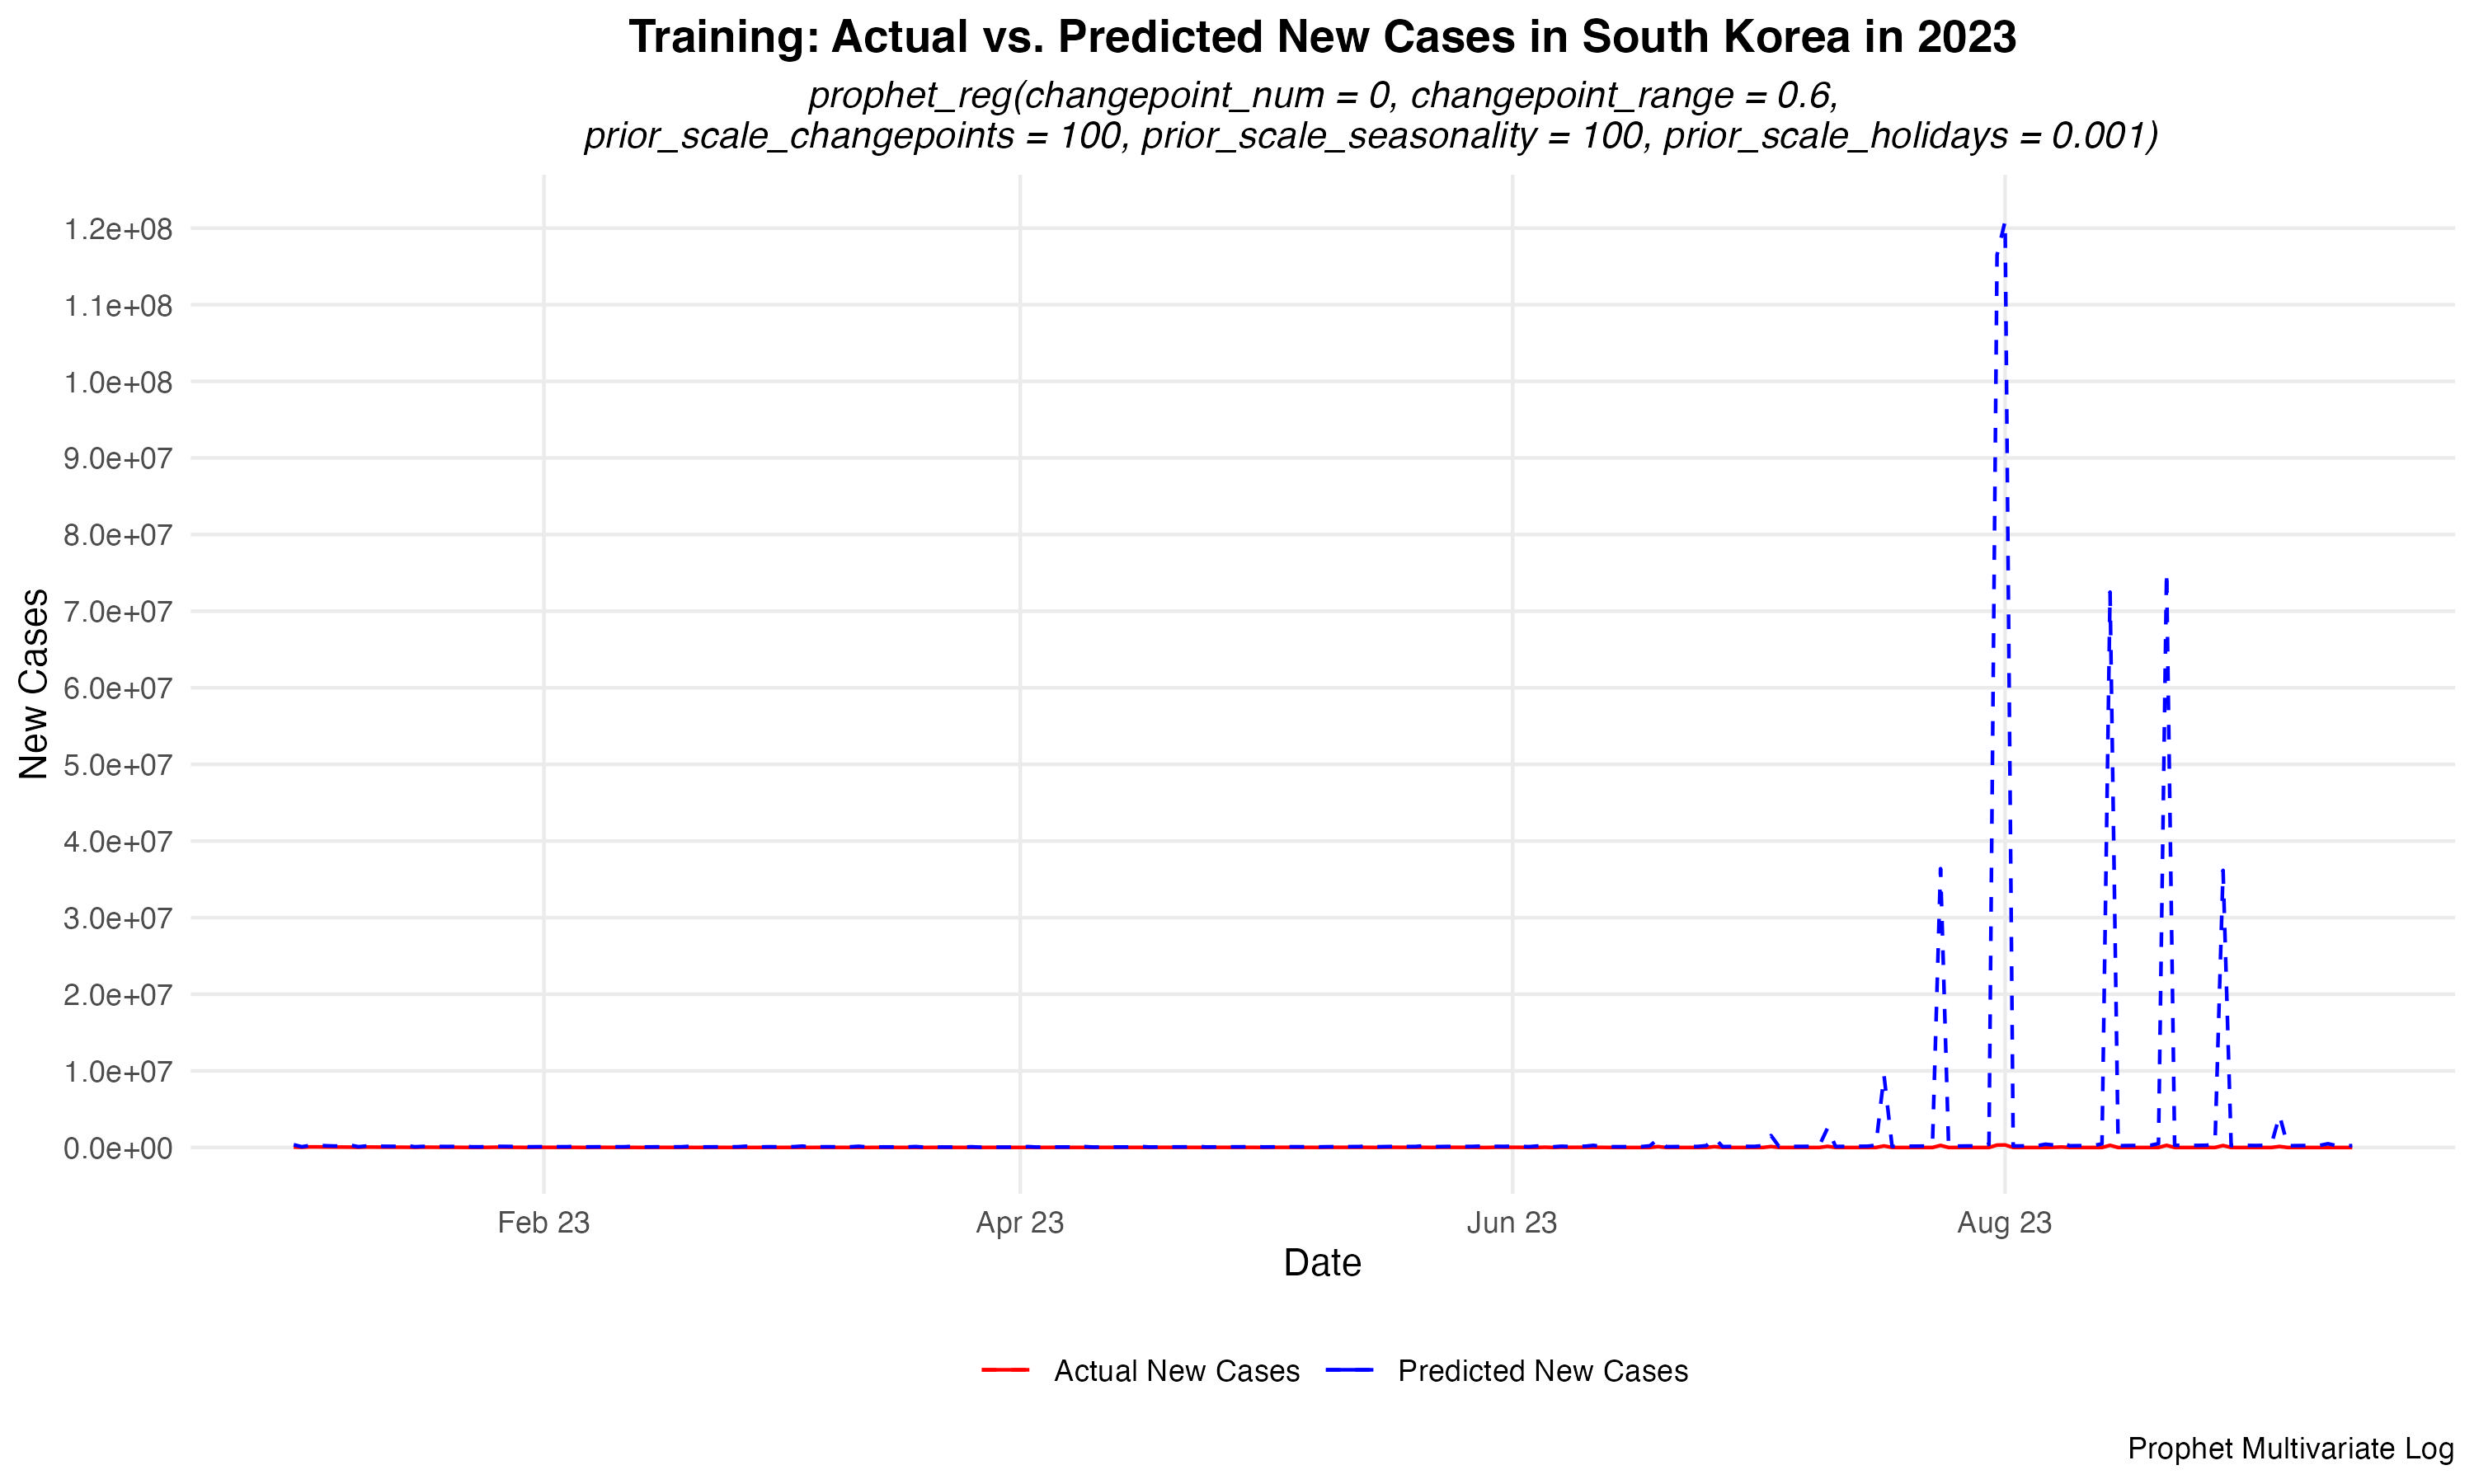 Training: Actual vs. Predicted New Cases in South Korea in 2023
prophet_reg(changepoint_num = 0, changepoint_range = 0.6,
prior_scale_changepoints = 100, prior_scale_seasonality = 100, prior_scale_holidays = 0.001)
New Cases
1.2e+08
1.1e+08
1.0e+08
9.0e+07
8.0e+07
7.0e+07
6.0e+07
5.0e+07
4.0e+07
3.0e+07
2.0e+07
1.0e+07
0.0e+00
Feb 23 Apr 23 Jun 23 Aug 23
Date
Actual New Cases Predicted New Cases
Prophet Multivariate Log